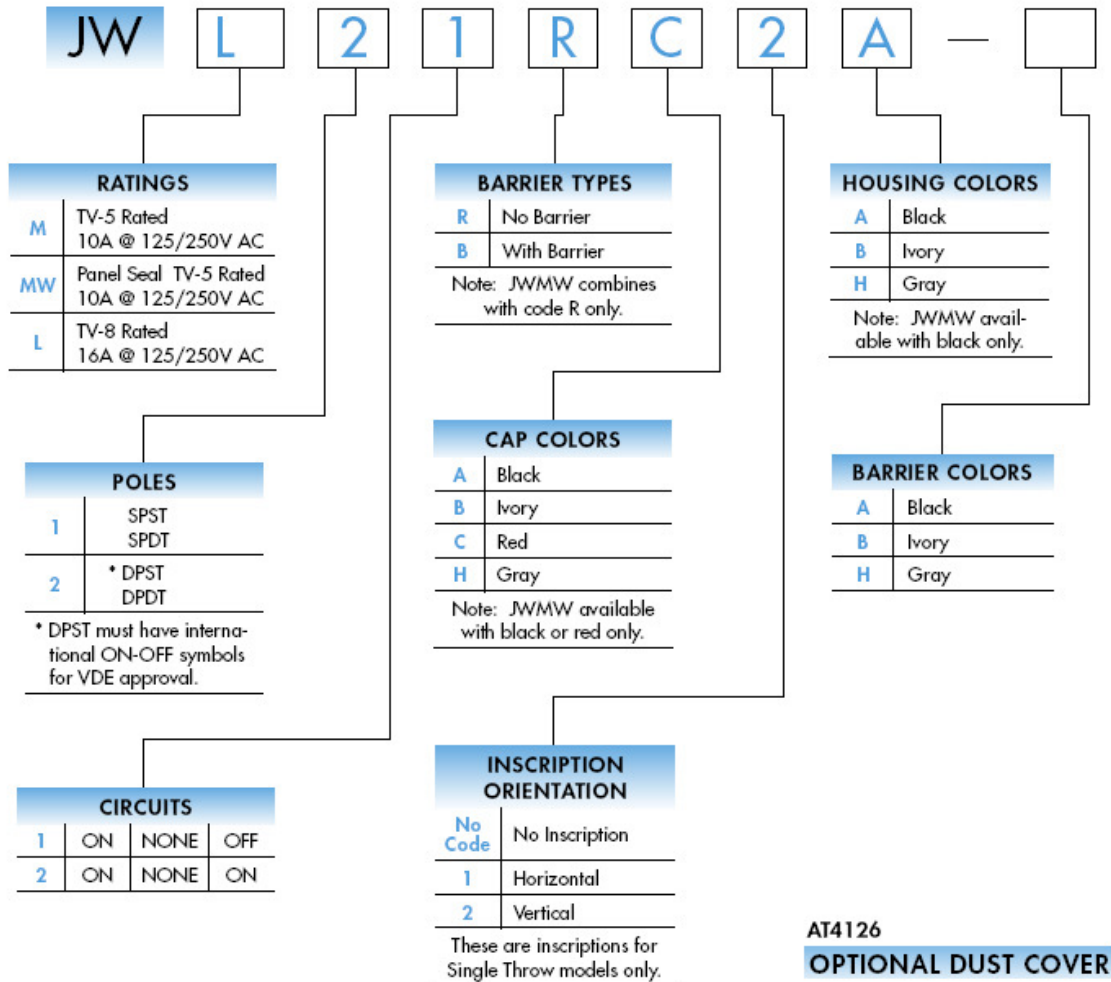 JW L 2 1 R C 2 A —
RATINGS
M TV-5 Rated
10A @ 125/250V AC
MW Panel Seal TV-5 Rated
10A @ 125/250V AC
L TV-8 Rated
16A @ 125/250V AC
POLES
1 SPST
SPDT
2 * DPST
DPDT
* DPST must have interna-
tional ON-OFF symbols
for VDE approval.
CIRCUITS
1 ON NONE OFF
2 ON NONE ON
BARRIER TYPES
R No Barrier
B With Barrier
Note: JWMW combines
with code R only.
CAP COLORS
A Black
B Ivory
C Red
H Gray
Note: JWMW available
with black or red only.
INSCRIPTION
ORIENTATION
No
Code No Inscription
1 Horizontal
2 Vertical
These are inscriptions for
Single Throw models only.
HOUSING COLORS
A Black
B Ivory
H Gray
Note: JWMW avail-
able with black only.
BARRIER COLORS
A Black
B Ivory
H Gray
AT4126
OPTIONAL DUST COVER